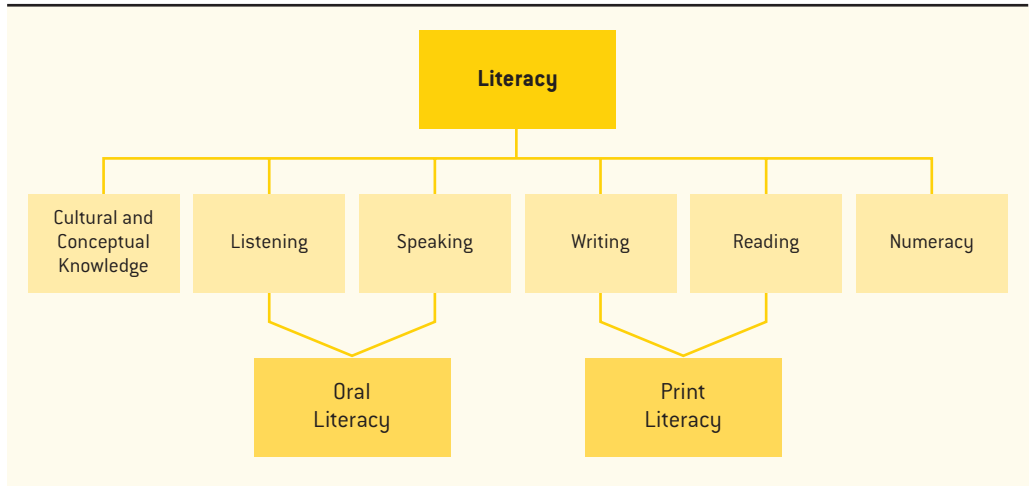 Literacy
Cultural and
Conceptual
Knowledge
Listening
Speaking
Writing
Reading
Numeracy
Oral
Literacy
Print
Literacy